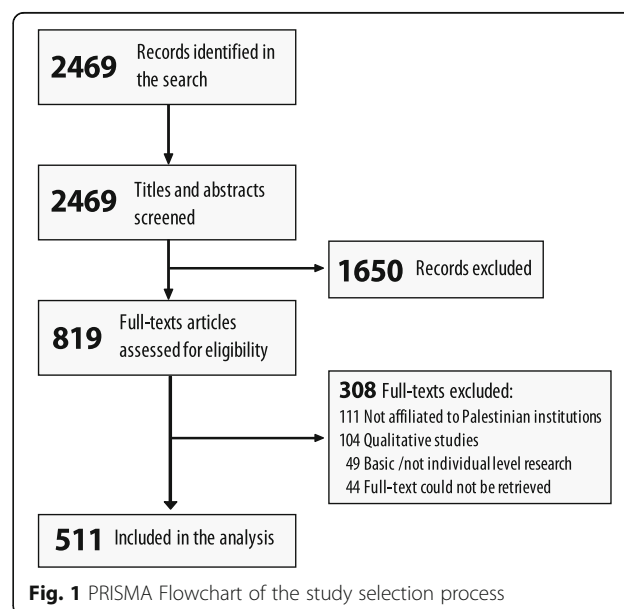 2469 Records identified in
the search
2469 Titles and abstracts
screened
1650 Records excluded
819 Full-texts articles
assessed for eligibility
308 Full-texts excluded:
111 Not affiliated to Palestinian institutions
104 Qualitative studies
49 Basic /not individual level research
44 Full-text could not be retrieved
511 Included in the analysis
Fig. 1 PRISMA Flowchart of the study selection process